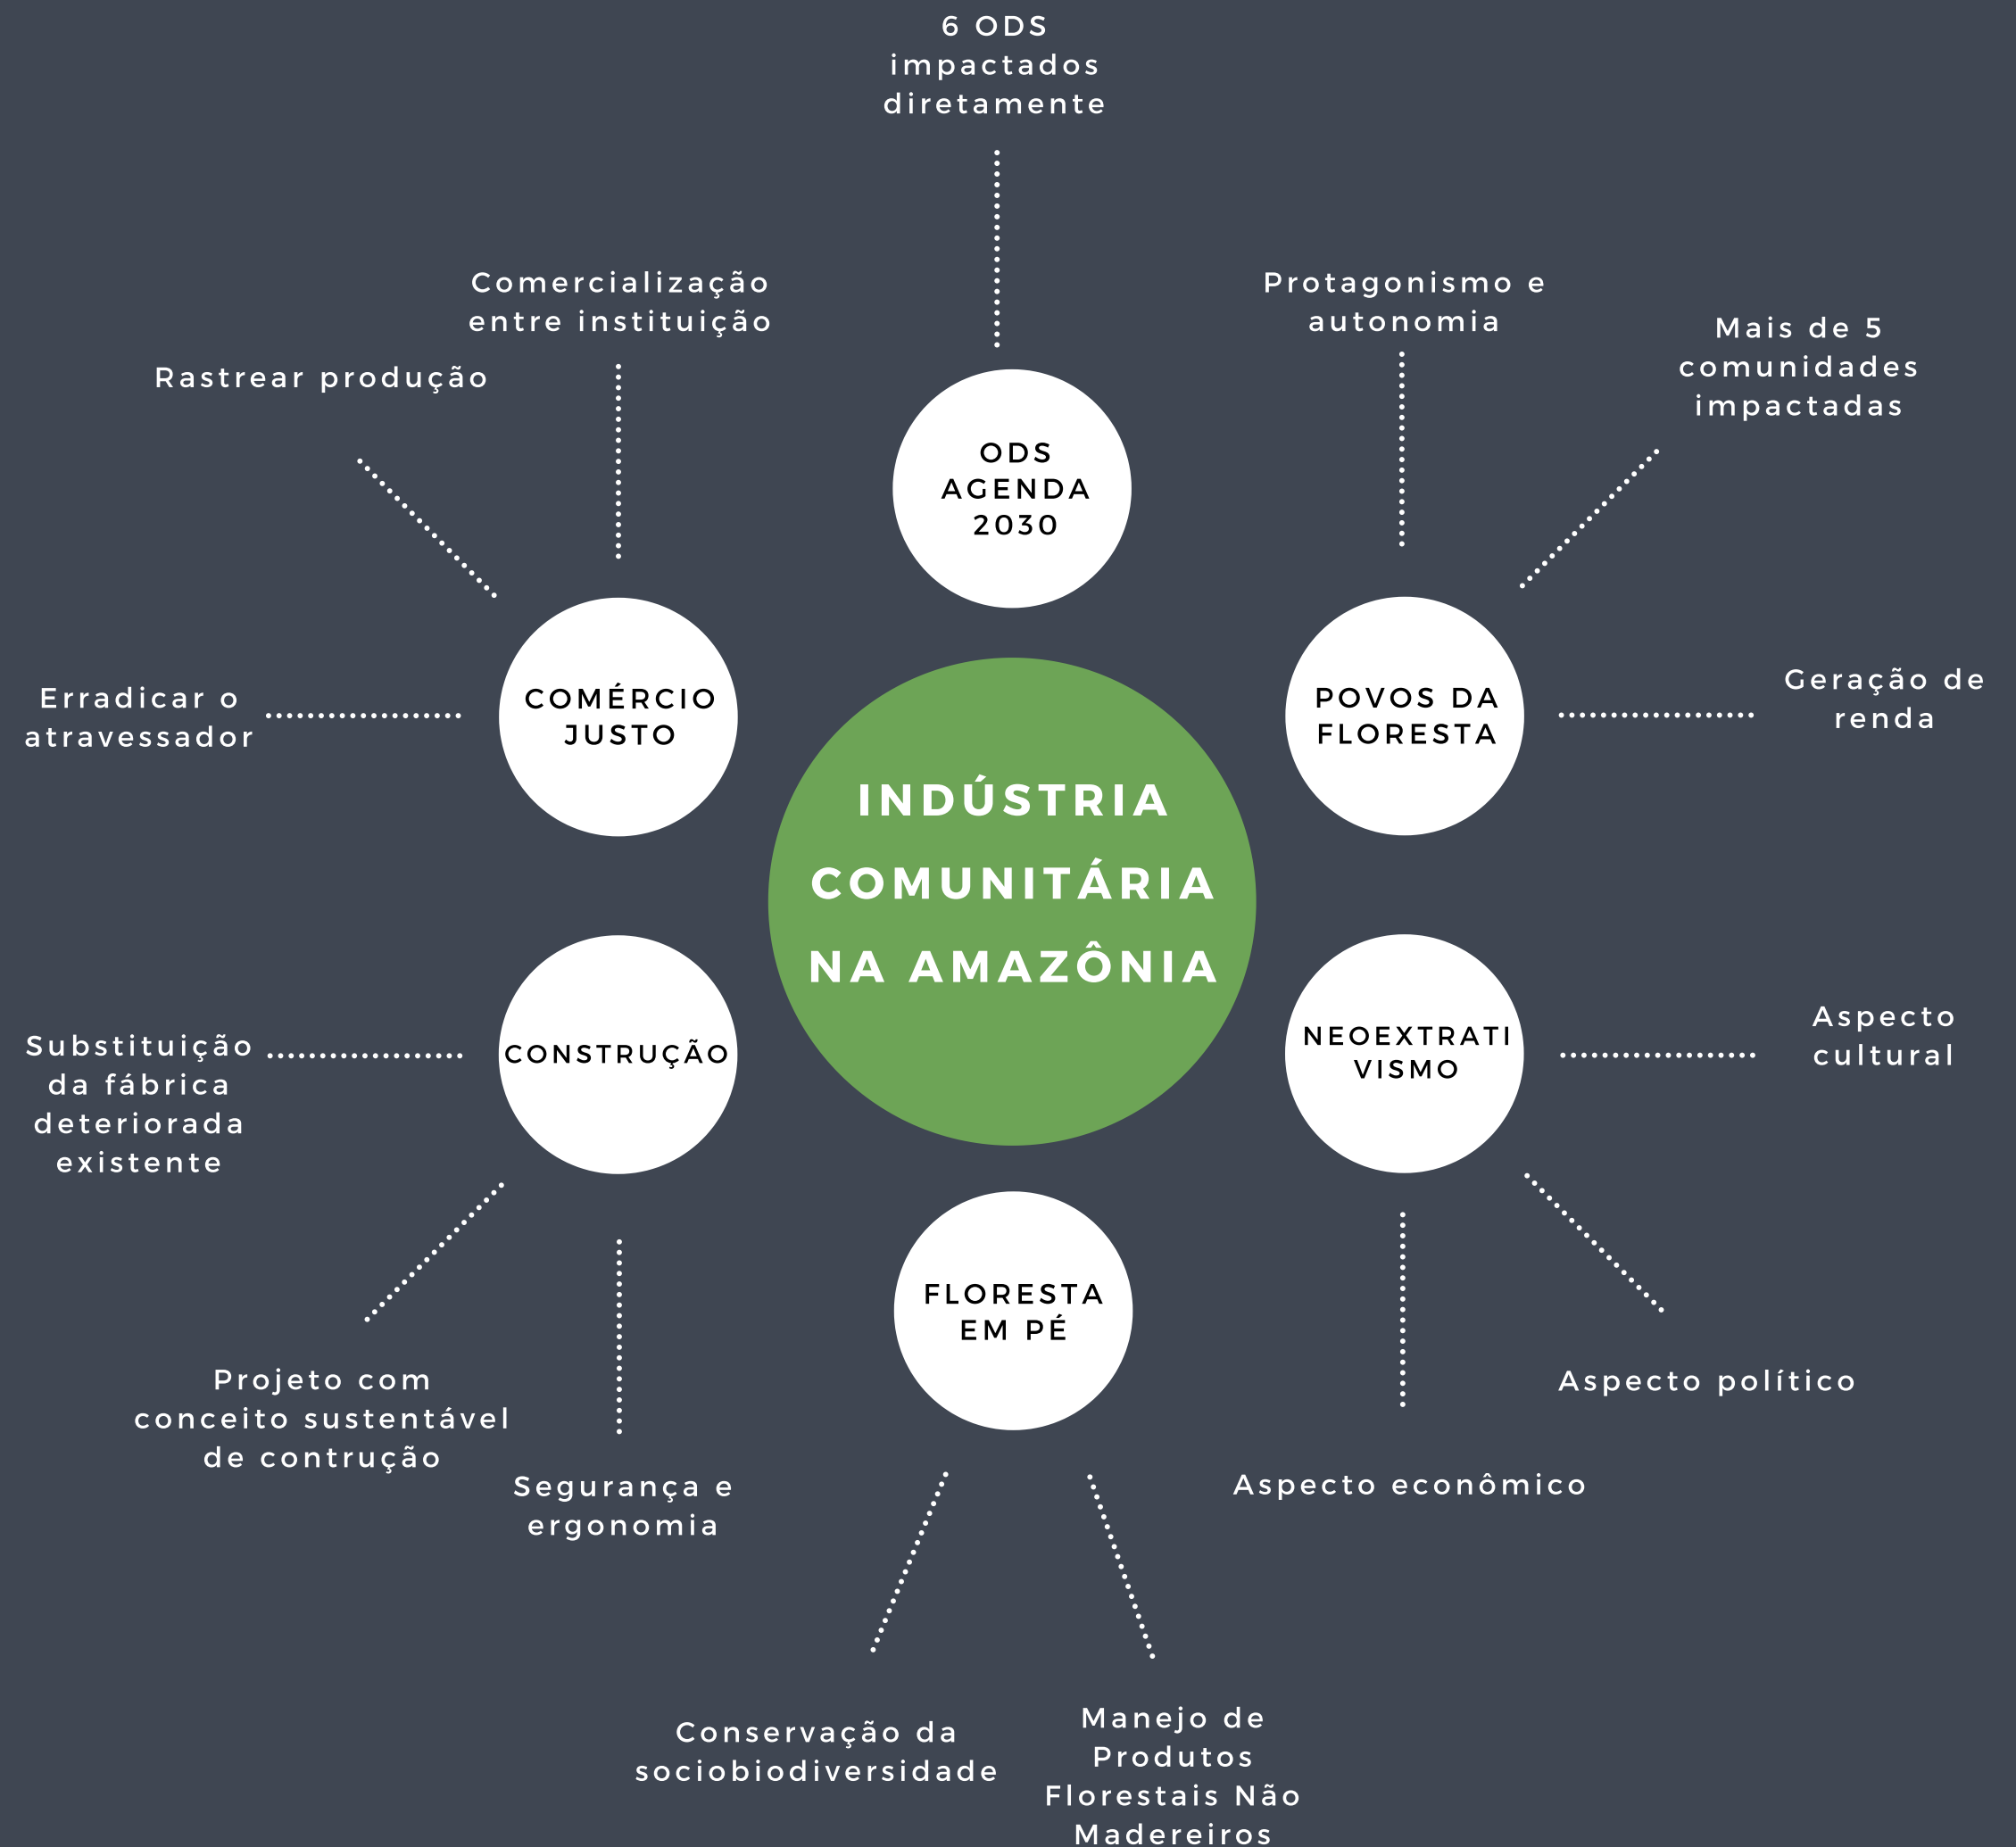 6 ODS
impactados
diretamente
Comercialização
entre instituição
Protagonismo e
autonomia
Mais de 5
comunidades
impactadas
Rastrear produção
ODS
AGENDA
2030
Erradicar o
atravessador
COMÉRCIO
JUSTO
POVOS DA
FLORESTA
Geração de
renda
INDÚSTRIA
COMUNITÁRIA
NA AMAZÔNIA
Substituição
da fábrica
deteriorada
existente
CONSTRUÇÃO
NEOEXTRATI
VISMO
Aspecto
cultural
FLORESTA
EM PÉ
Projeto com
conceito sustentável
de contrução
Segurança e
ergonomia
Aspecto econômico
Aspecto político
Conservação da
sociobiodiversidade
Manejo de
Produtos
Florestais Não
Madereiros